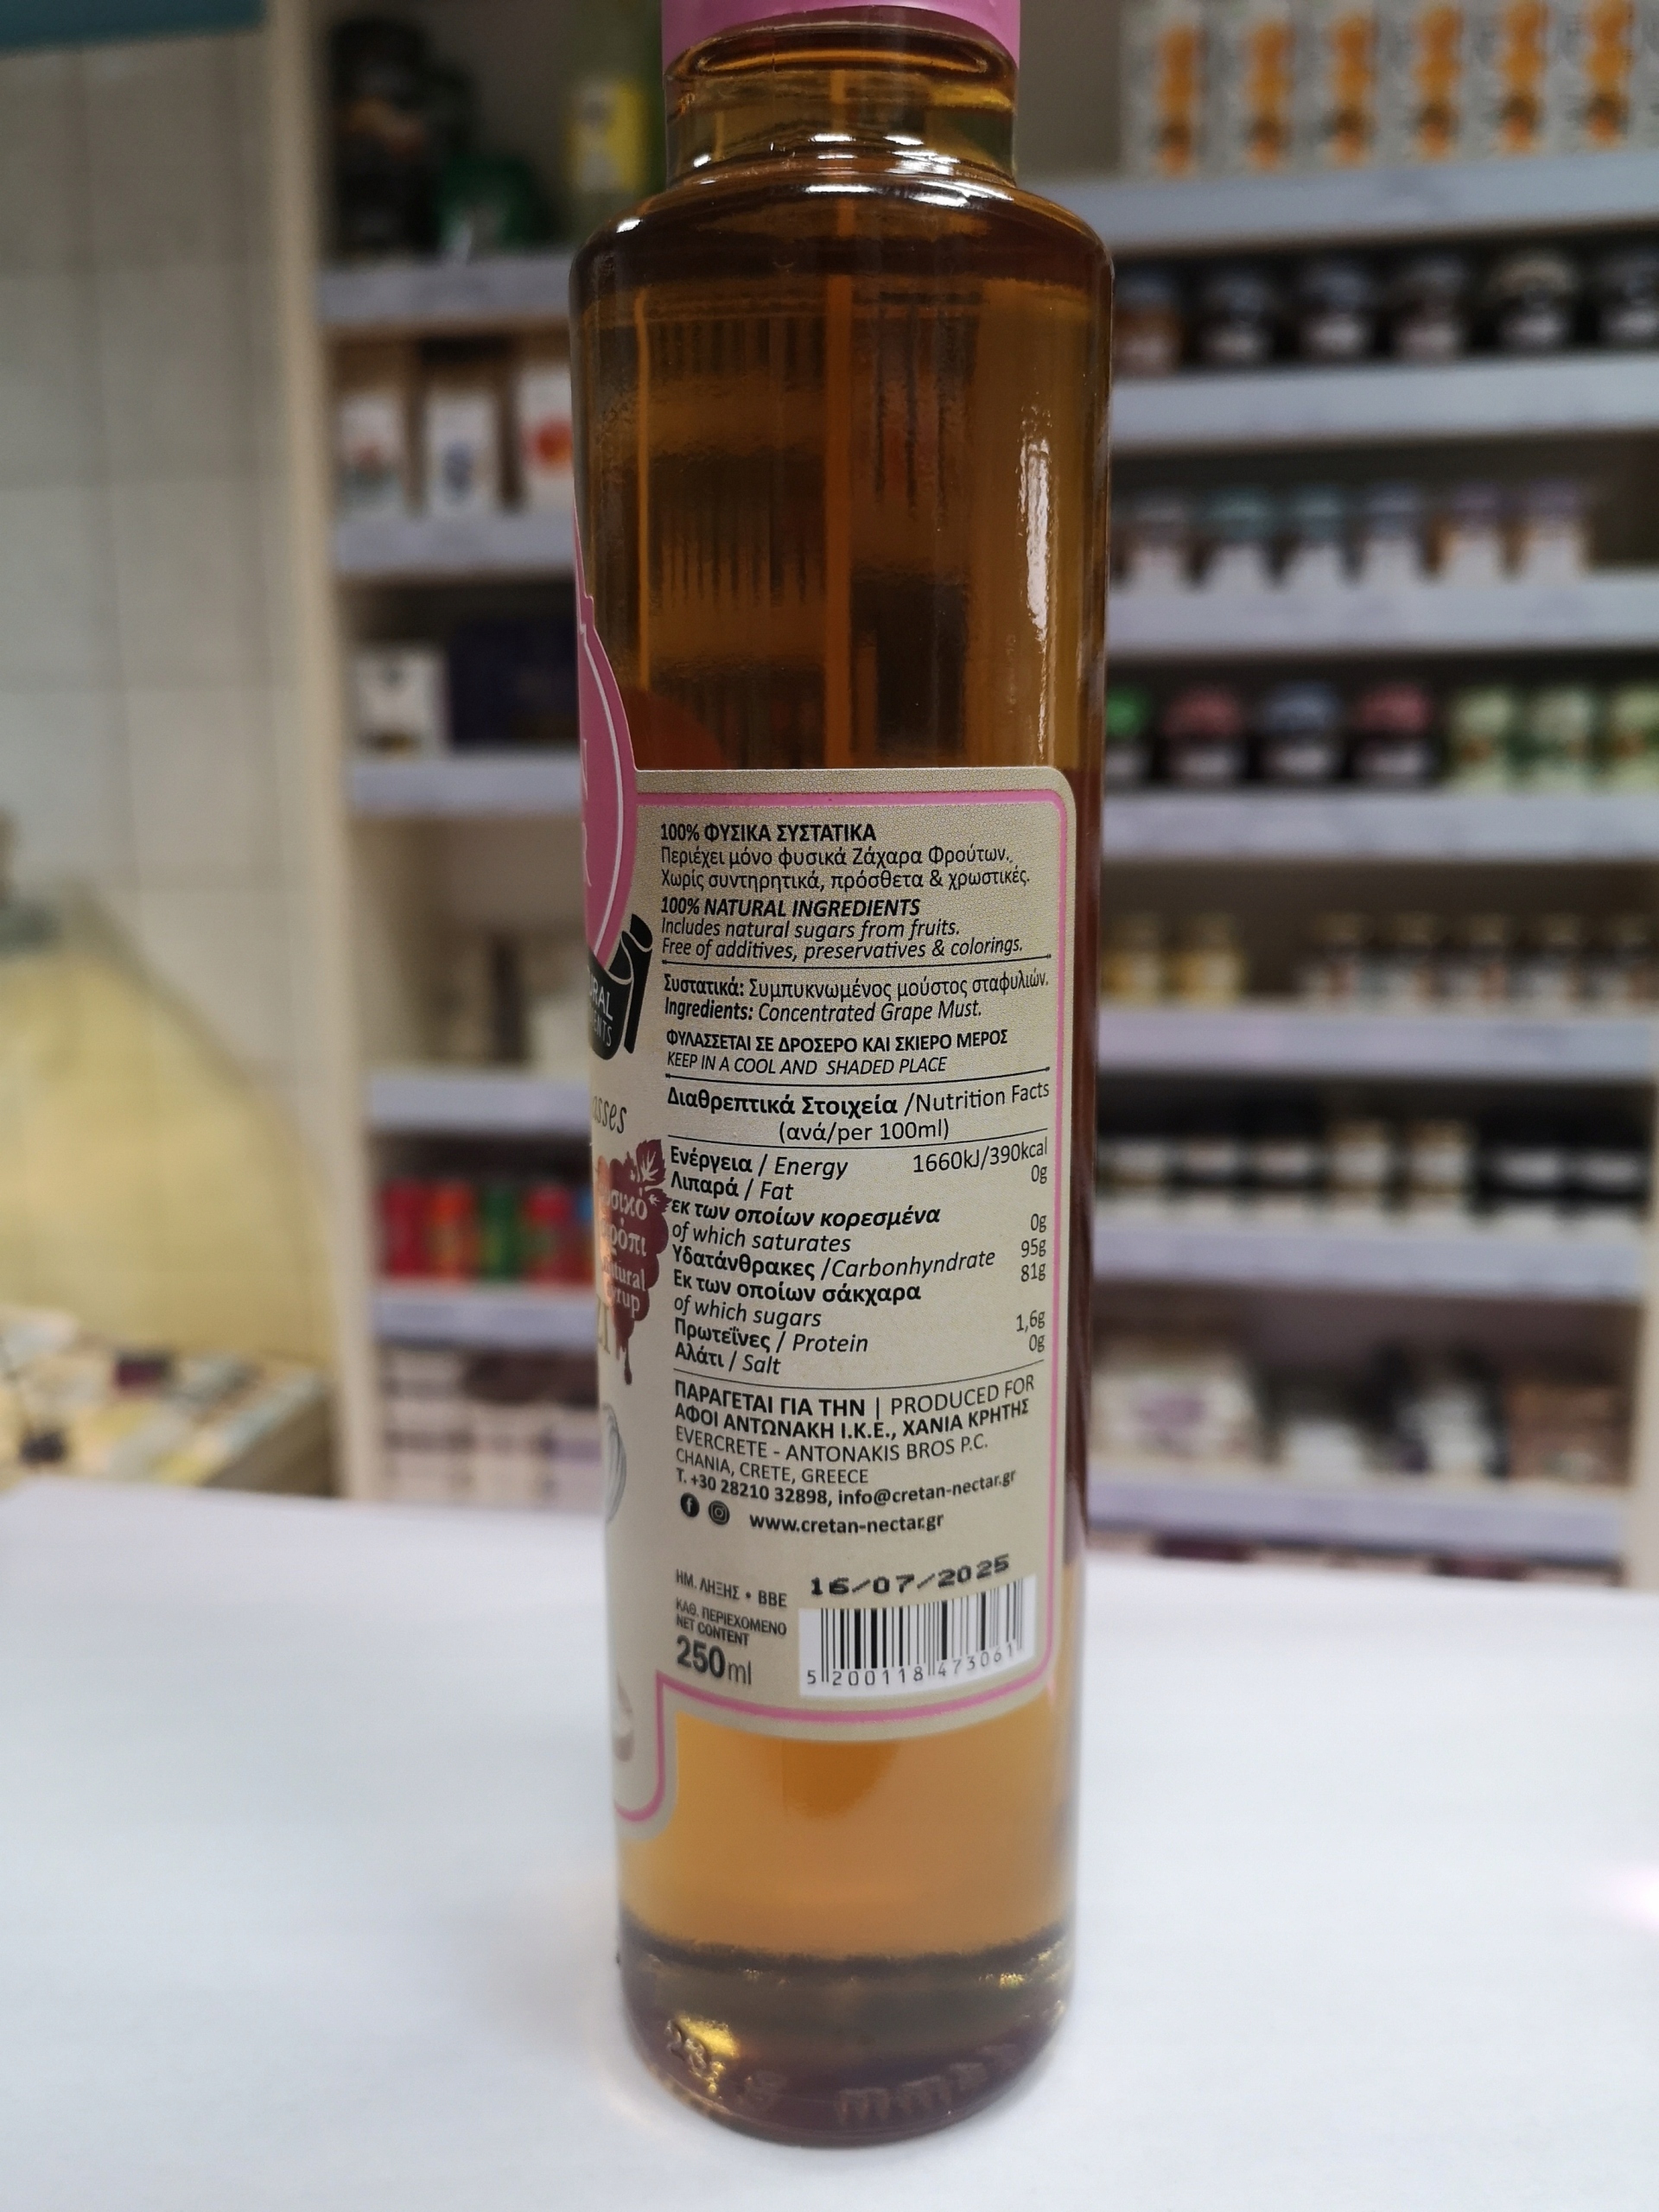 100% ΦΥΣΙΚΑ ΣΥΣΤΑΤΙΚΑ
Περιέχει μόνο φυσικά Ζάχαρα Φρούτων.
Χωρίς συντηρητικά, πρόσθετα & χρωστικές.
100% NATURAL INGREDIENTS
Includes natural sugars from fruits.
Free of additives, preservatives & colorings.
Συστατικά: Συμπυκνωμένος μούστος σταφυλιών.
Ingredients: Concentrated Grape Must.
ΦΥΛΑΣΣΕΤΑΙ ΣΕ ΔΡΟΣΕΡΟ ΚΑΙ ΣΚΙΕΡΟ ΜΕΡΟΣ
KEEP IN A COOL AND SHADED PLACE
Διαθρεπτικά Στοιχεία /Nutrition Facts
(ανά/per 100ml)
Ενέργεια / Energy 1660kJ/390kcal
Λιπαρά / Fat 0g
εκ των οποίων κορεσμένα
of which saturates 0g
Υδατάνθρακες /Carbonhyndrate 95g
Εκ των οποίων σάκχαρα 81g
of which sugars
Πρωτεΐνες / Protein 1,6g
Αλάτι / Salt 0g
ΠΑΡΑΓΕΤΑΙ ΓΙΑ ΤΗΝ | PRODUCED FOR
ΑΦΟΙ ΑΝΤΩΝΑΚΗ Ι.Κ.Ε., ΧΑΝΙΑ ΚΡΗΤΗΣ
EVERCRETE - ANTONAKIS BROS P.C.
CHANIA, CRETE, GREECE
T. +30 28210 32898, info@cretan-nectar.gr
www.cretan-nectar.gr
ΗΜ. ΛΗΞΗΣ • BBE 16/07/2025
ΚΑΘ. ΠΕΡΙΕΧΟΜΕΝΟ
NET CONTENT
250ml
5 200118 473061